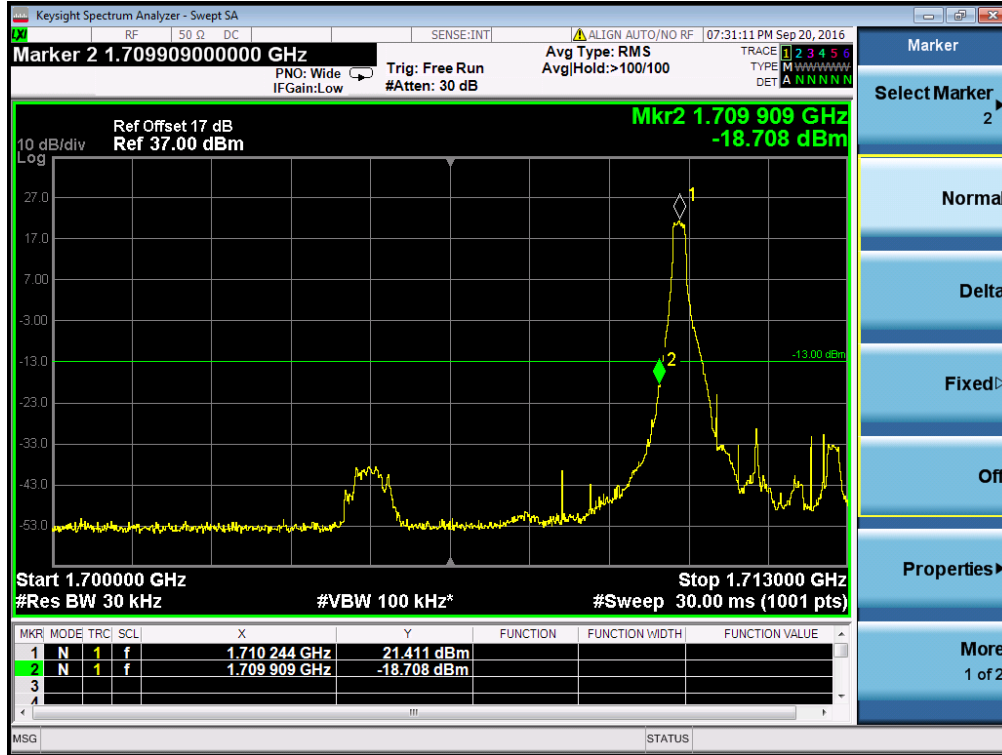 Keysight Spectrum Analyzer - Swept SA
LXI RF 50 Ω DC SENSE:INT ALIGN AUTO/NO RF 07:31:11 PM Sep 20, 2016
Marker 2 1.709909000000 GHz
PNO: Wide
IFGain:Low
Trig: Free Run
#Atten: 30 dB
Avg Type: RMS
Avg|Hold:>100/100
TRACE 1 2 3 4 5 6
TYPE M WWWWW
DET A N N N N N
Mkr2 1.709 909 GHz
-18.708 dBm
Ref Offset 17 dB
10 dB/div Ref 37.00 dBm
Log
27.0
17.0
7.00
-3.00
-13.0
-23.0
-33.0
-43.0
-53.0
1
2
-13.00 dBm
Start 1.700000 GHz Stop 1.713000 GHz
#Res BW 30 kHz #VBW 100 kHz* #Sweep 30.00 ms (1001 pts)
MKR MODE TRC SCL X Y FUNCTION FUNCTION WIDTH FUNCTION VALUE
1 N 1 f 1.710 244 GHz 21.411 dBm
2 N 1 f 1.709 909 GHz -18.708 dBm
3
4
MSG STATUS
Marker
Select Marker
2
Normal
Delta
Fixed
Off
Properties
More
1 of 2